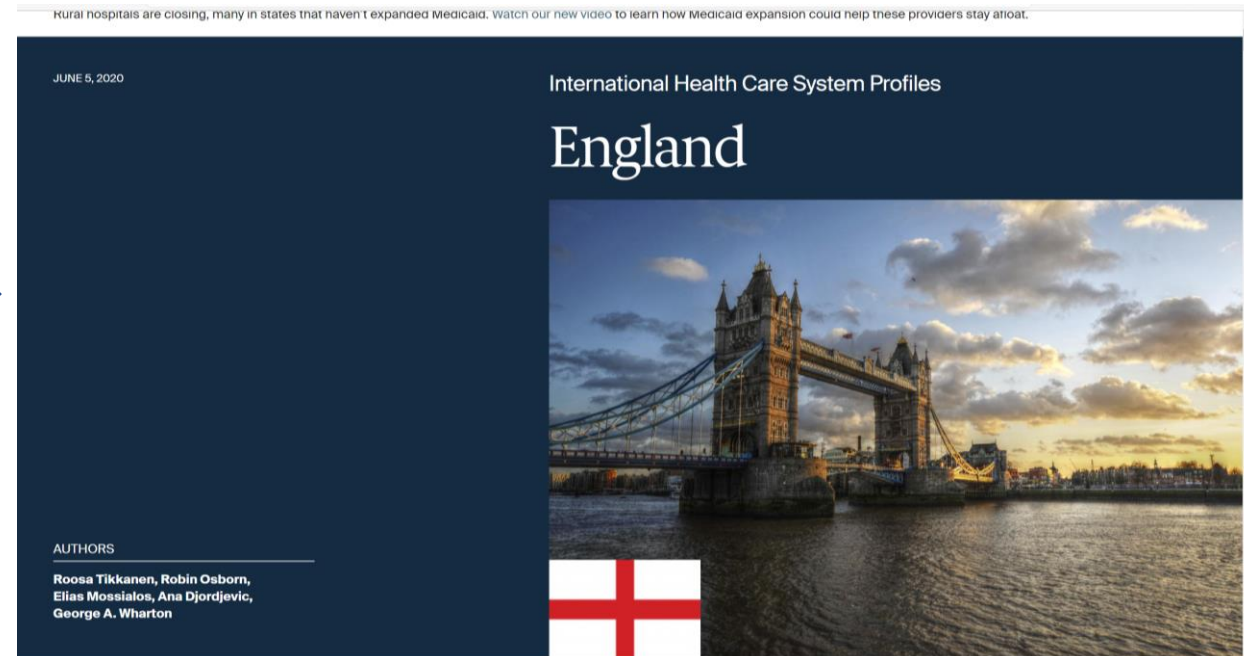 Rural hospitals are closing, many in states that haven't expanded Medicaid. Watch our new video to learn how Medicaid expansion could help these providers stay afloat.
JUNE 5, 2020
International Health Care System Profiles
England
AUTHORS
Roosa Tikkanen, Robin Osborn,
Elias Mossialos, Ana Djordjevic,
George A. Wharton